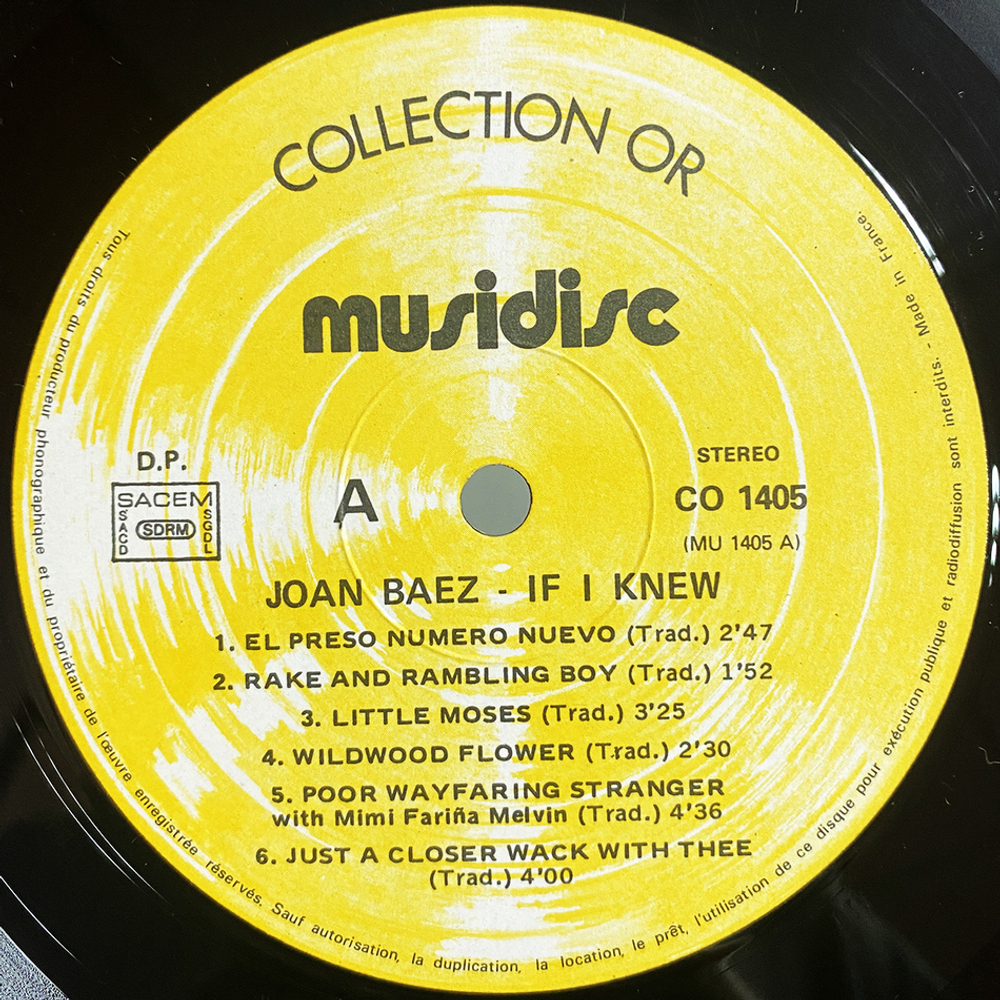 COLLECTION OR
musidisc
D.P.
SACEM
SACD
SDRM
SGDL
A
STEREO
CO 1405
(MU 1405 A)
JOAN BAEZ - IF I KNEW
1. EL PRESO NUMERO NUEVO (Trad.) 2'47
2. RAKE AND RAMBLING BOY (Trad.) 1'52
3. LITTLE MOSES (Trad.) 3'25
4. WILDWOOD FLOWER (Trad.) 2'30
5. POOR WAYFARING STRANGER
with Mimi Fariña Melvin (Trad.) 4'36
6. JUST A CLOSER WACK WITH THEE
(Trad.) 4'00
Tous droits du producteur phonographique et du propriétaire de l'œuvre enregistrée réservés. Sauf autorisation, la duplication, la location, le prêt, l'utilisation de ce disque pour exécution publique et radiodiffusion sont interdits. - Made in France.